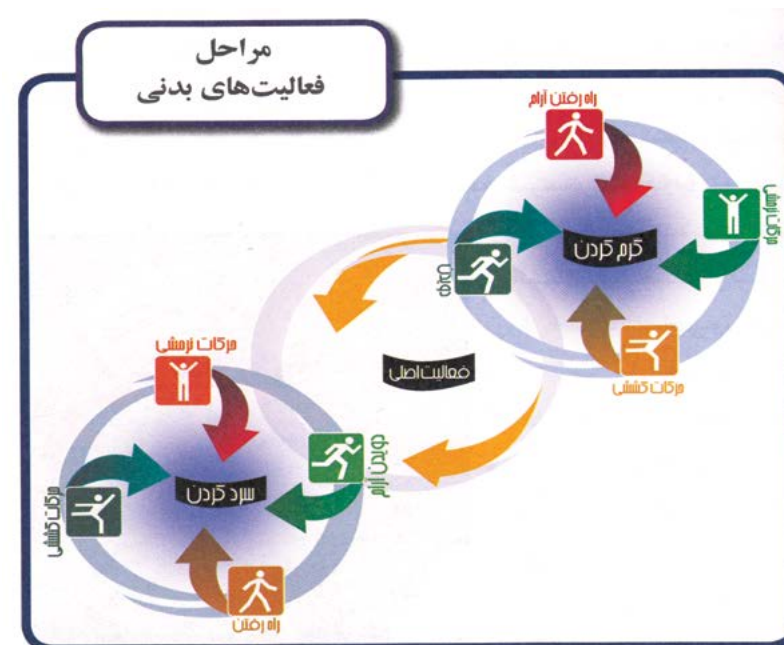 مراحل
فعالیت‌های بدنی
راه رفتن آرام
حرکات نرمشی
گرم کردن
حرکات کششی
فعالیت اصلی
حرکات نرمشی
دویدن آرام
سرد کردن
حرکات کششی
راه رفتن